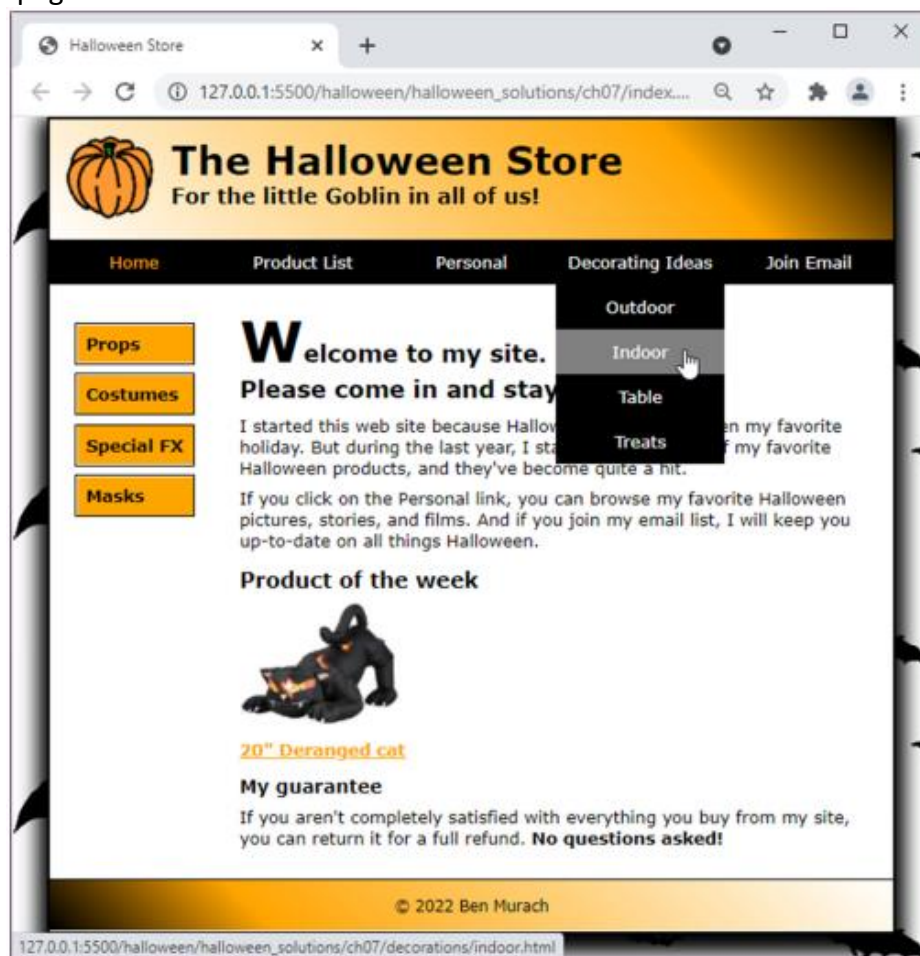 Halloween Store
127.0.0.1:5500/halloween/halloween_solutions/ch07/index....
The Halloween Store
For the little Goblin in all of us!
Home Product List Personal Decorating Ideas Join Email
Outdoor
Indoor
Table
Treats
Props
Costumes
Special FX
Masks
Welcome to my site.
Please come in and stay
I started this web site because Hallow en my favorite
holiday. But during the last year, I sta f my favorite
Halloween products, and they've become quite a hit.
If you click on the Personal link, you can browse my favorite Halloween
pictures, stories, and films. And if you join my email list, I will keep you
up-to-date on all things Halloween.
Product of the week
20" Deranged cat
My guarantee
If you aren't completely satisfied with everything you buy from my site,
you can return it for a full refund. No questions asked!
© 2022 Ben Murach
127.0.0.1:5500/halloween/halloween_solutions/ch07/decorations/indoor.html